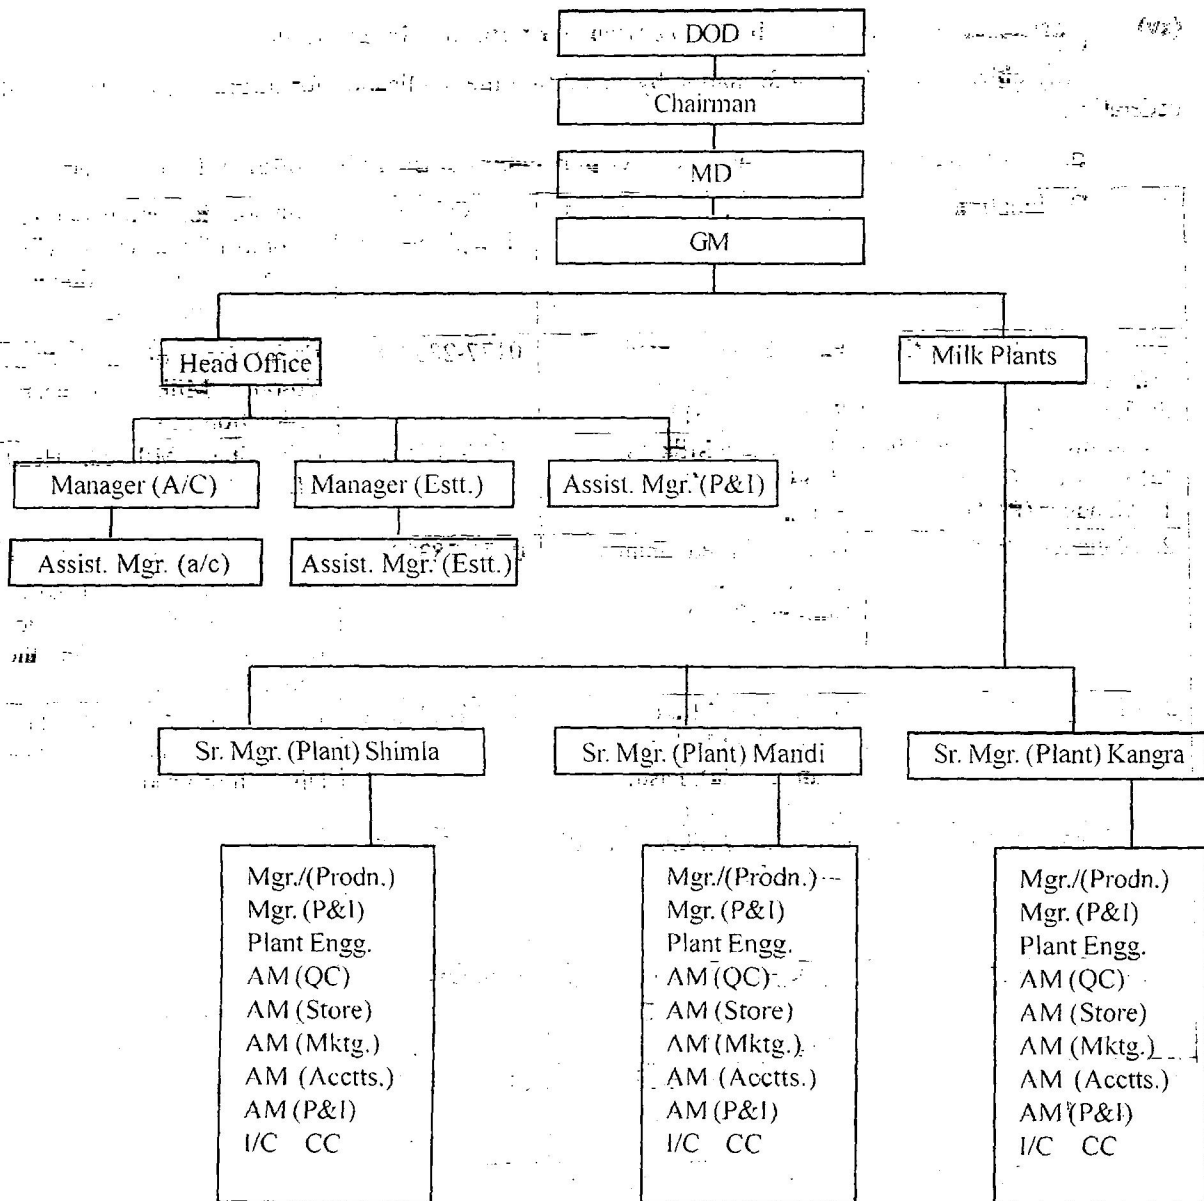 DOD
Chairman
MD
GM
Head Office
Milk Plants
Manager (A/C)
Manager (Estt.)
Assist. Mgr. (P&I)
Assist. Mgr. (a/c)
Assist. Mgr. (Estt.)
Sr. Mgr. (Plant) Shimla
Sr. Mgr. (Plant) Mandi
Sr. Mgr. (Plant) Kangra
Mgr./(Prodn.)
Mgr. (P&I)
Plant Engg.
AM (QC)
AM (Store)
AM (Mktg.)
AM (Acctts.)
AM (P&I)
I/C CC
Mgr./(Prodn.)
Mgr. (P&I)
Plant Engg.
AM (QC)
AM (Store)
AM (Mktg.)
AM (Acctts.)
AM (P&I)
I/C CC
Mgr./(Prodn.)
Mgr. (P&I)
Plant Engg.
AM (QC)
AM (Store)
AM (Mktg.)
AM (Acctts.)
AM (P&I)
I/C CC